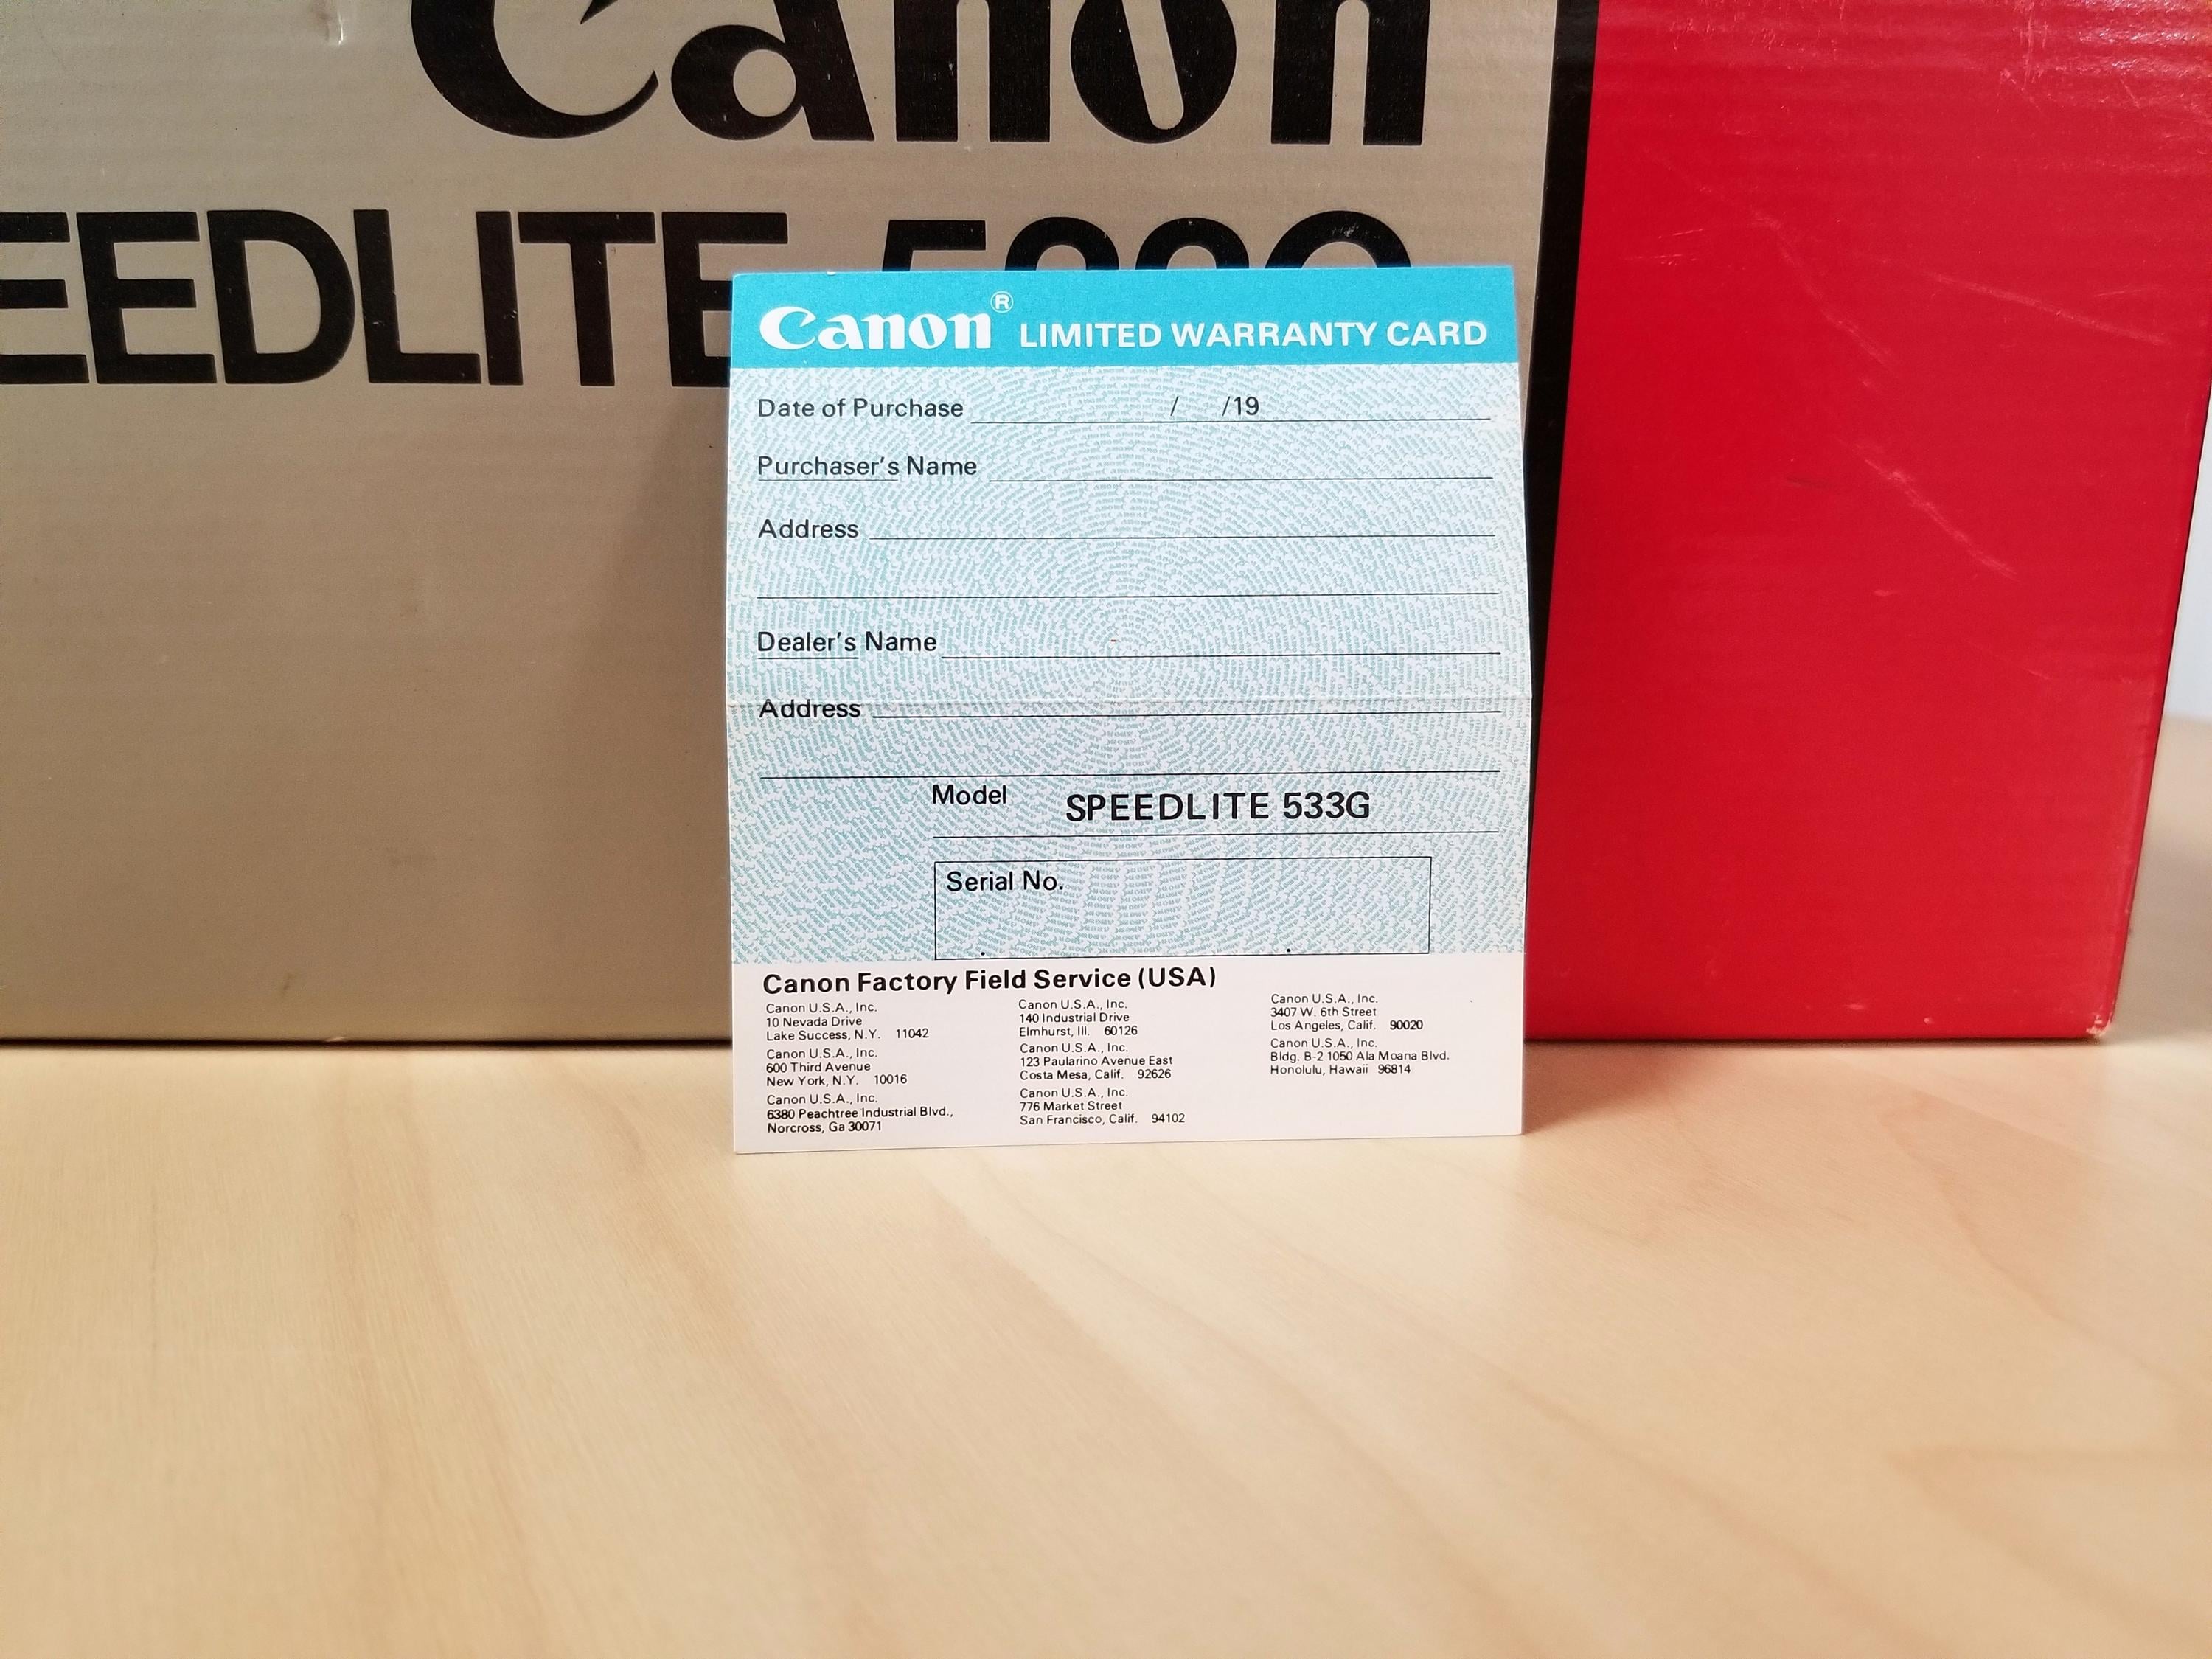 Canon
EEDLITE
Canon® LIMITED WARRANTY CARD
Date of Purchase / /19
Purchaser's Name
Address
Dealer's Name
Address
Model SPEEDLITE 533G
Serial No.
Canon Factory Field Service (USA)
Canon U.S.A., Inc.
10 Nevada Drive
Lake Success, N.Y. 11042
Canon U.S.A., Inc.
600 Third Avenue
New York, N.Y. 10016
Canon U.S.A., Inc.
6380 Peachtree Industrial Blvd.,
Norcross, Ga 30071
Canon U.S.A., Inc.
140 Industrial Drive
Elmhurst, Ill. 60126
Canon U.S.A., Inc.
123 Paularino Avenue East
Costa Mesa, Calif. 92626
Canon U.S.A., Inc.
776 Market Street
San Francisco, Calif. 94102
Canon U.S.A., Inc.
3407 W. 6th Street
Los Angeles, Calif. 90020
Canon U.S.A., Inc.
Bldg. B-2 1050 Ala Moana Blvd.
Honolulu, Hawaii 96814